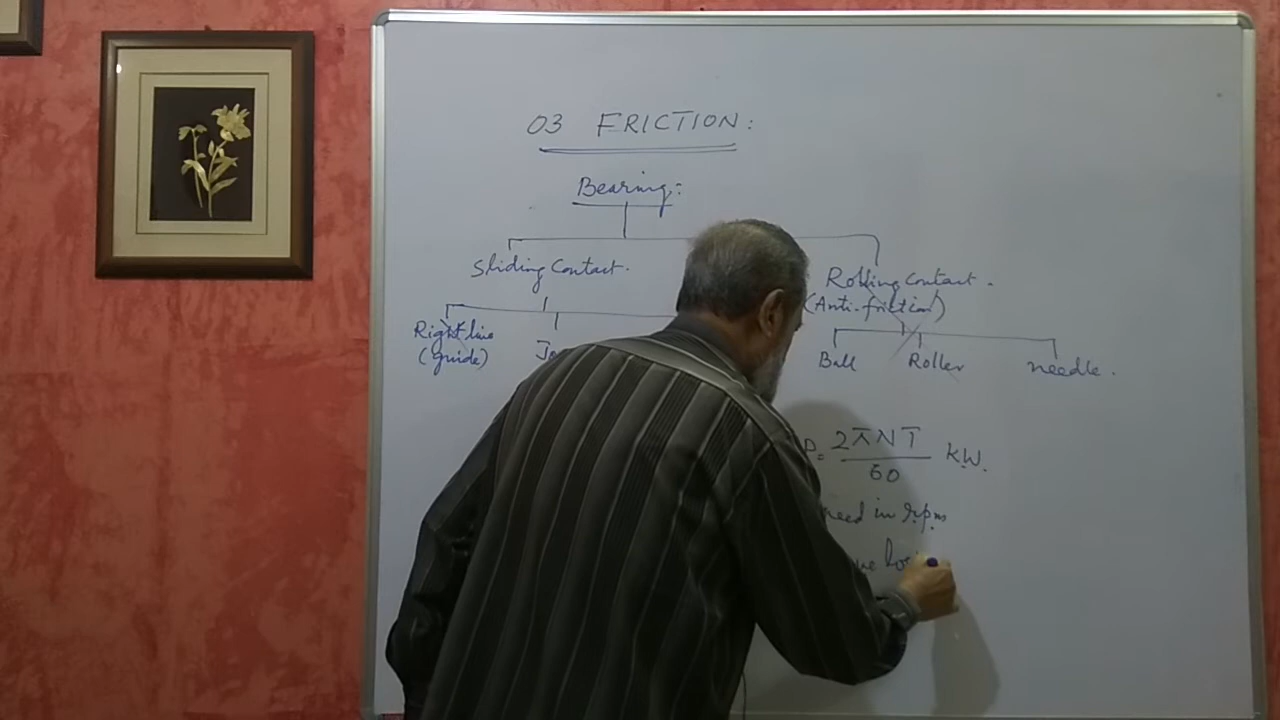 03 FRICTION:
Bearing:
Sliding Contact.
Rolling Contact.
(Anti-friction)
Right line
(guide)
Ball
Roller
needle.
P = 2πNT
60
KW.
in r.p.m